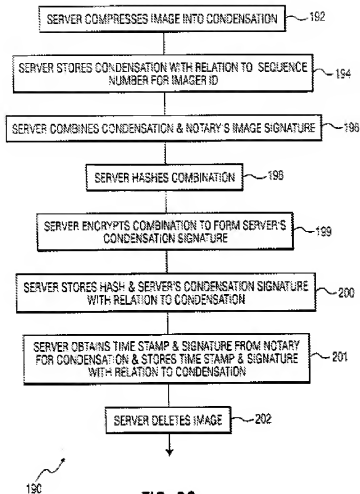 SERVER COMPRESSES IMAGE INTO CONDENSATION
192
SERVER STORES CONDENSATION WITH RELATION TO SEQUENCE
NUMBER FOR IMAGER ID
194
SERVER COMBINES CONDENSATION & NOTARY'S IMAGE SIGNATURE
196
SERVER HASHES COMBINATION
198
SERVER ENCRYPTS COMBINATION TO FORM SERVER'S
CONDENSATION SIGNATURE
199
SERVER STORES HASH & SERVER'S CONDENSATION SIGNATURE
WITH RELATION TO CONDENSATION
200
SERVER OBTAINS TIME STAMP & SIGNATURE FROM NOTARY
FOR CONDENSATION & STORES TIME STAMP & SIGNATURE
WITH RELATION TO CONDENSATION
201
SERVER DELETES IMAGE
202
190